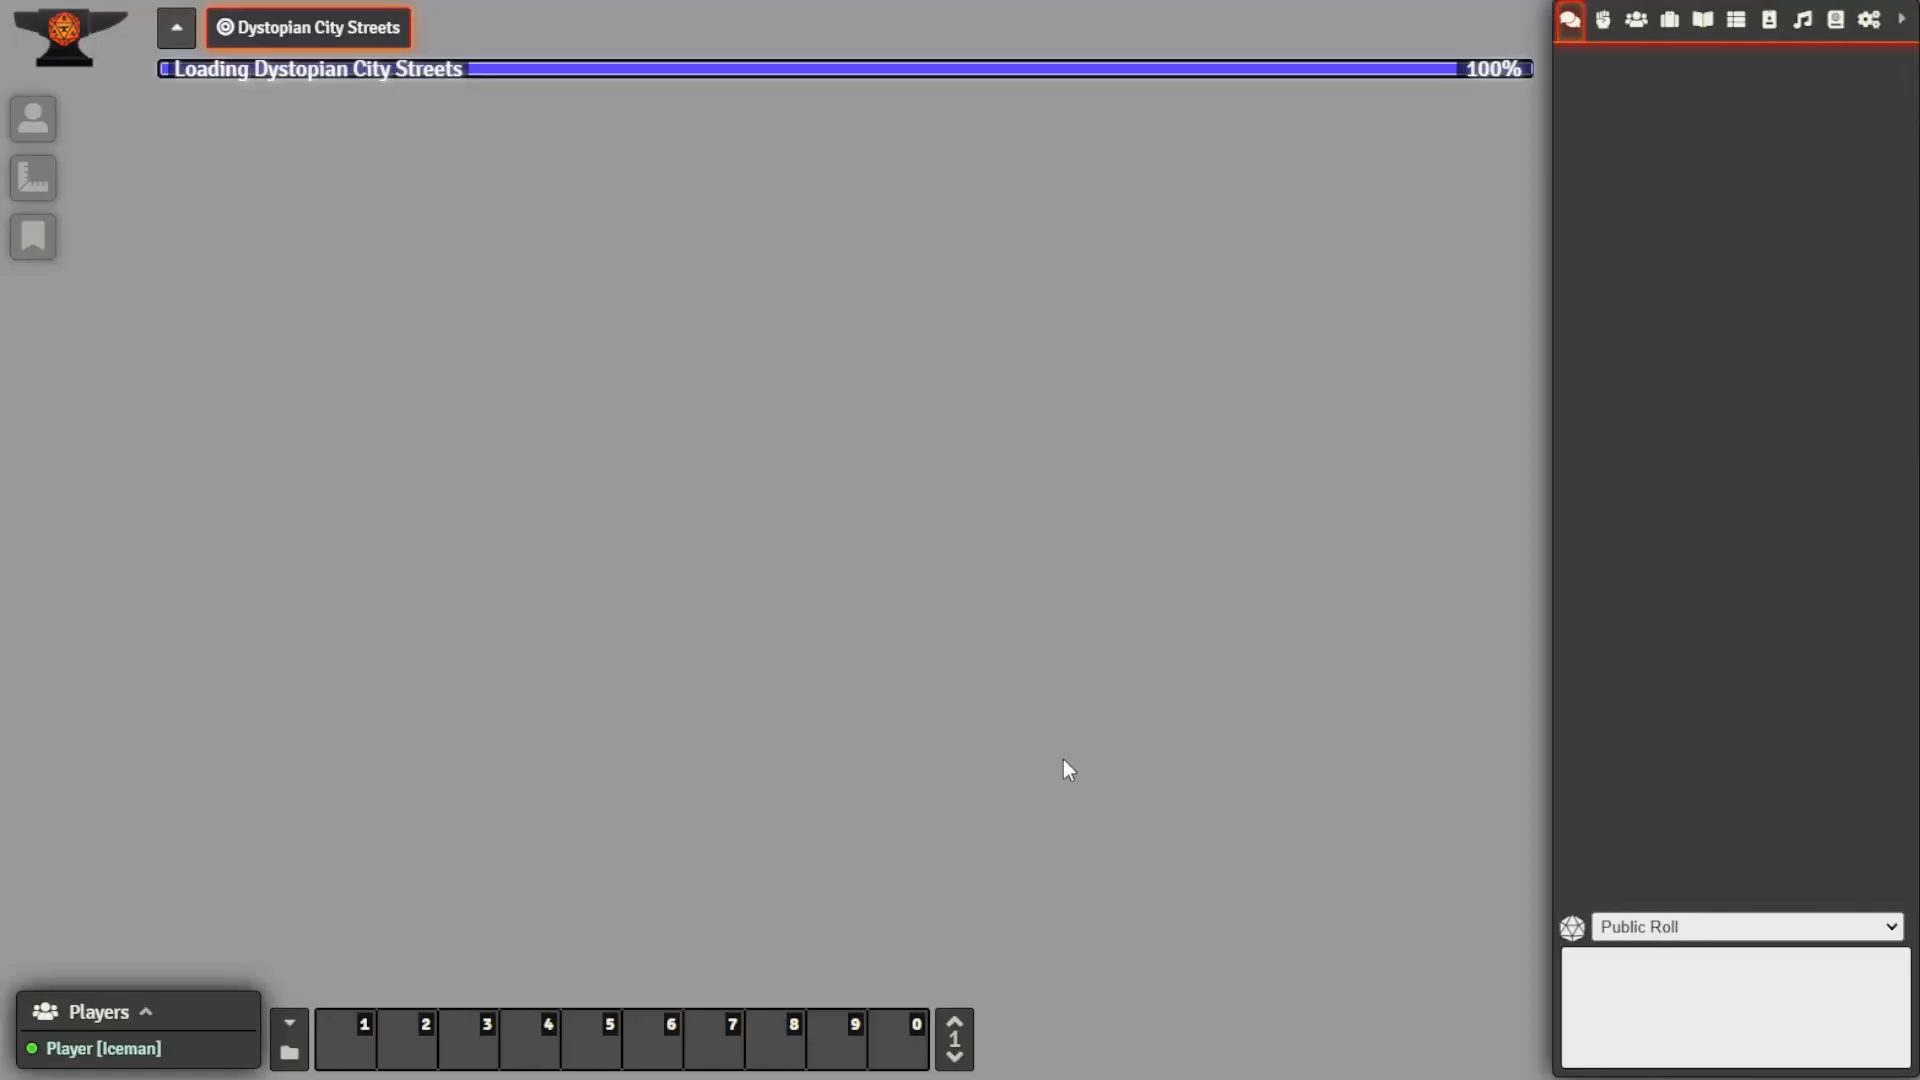 Dystopian City Streets
Loading Dystopian City Streets 100%
Public Roll
Players
Player [Iceman]
1 2 3 4 5 6 7 8 9 0
1